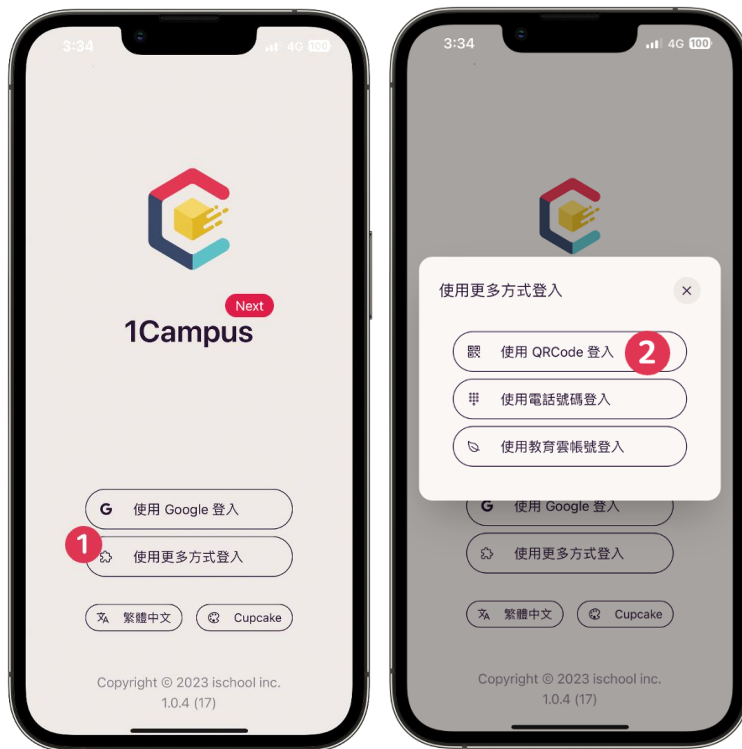 3:34
4G 100
Next
1Campus
使用 Google 登入
1
使用更多方式登入
繁體中文
Cupcake
Copyright © 2023 ischool inc.
1.0.4 (17)
3:34
4G 100
使用更多方式登入
使用 QRCode 登入
2
使用電話號碼登入
使用教育雲帳號登入
使用 Google 登入
使用更多方式登入
繁體中文
Cupcake
Copyright © 2023 ischool inc.
1.0.4 (17)